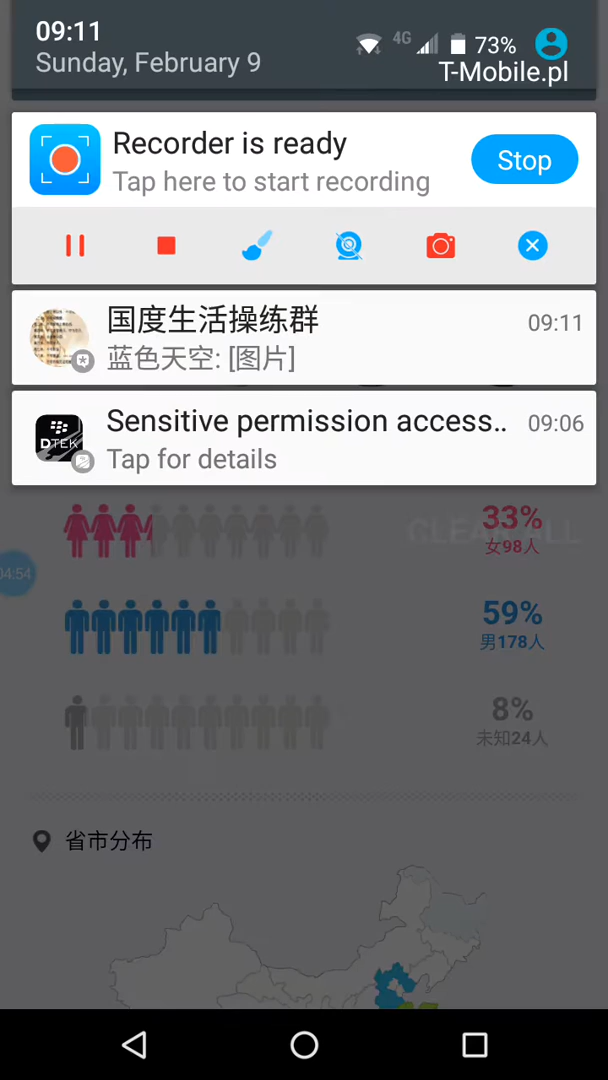 09:11
Sunday, February 9
4G
73%
T-Mobile.pl
Recorder is ready
Tap here to start recording
Stop
国度生活操练群
09:11
蓝色天空: [图片]
Sensitive permission access..
09:06
DTEK
Tap for details
33%
女98人
04:54
59%
男178人
8%
未知24人
省市分布